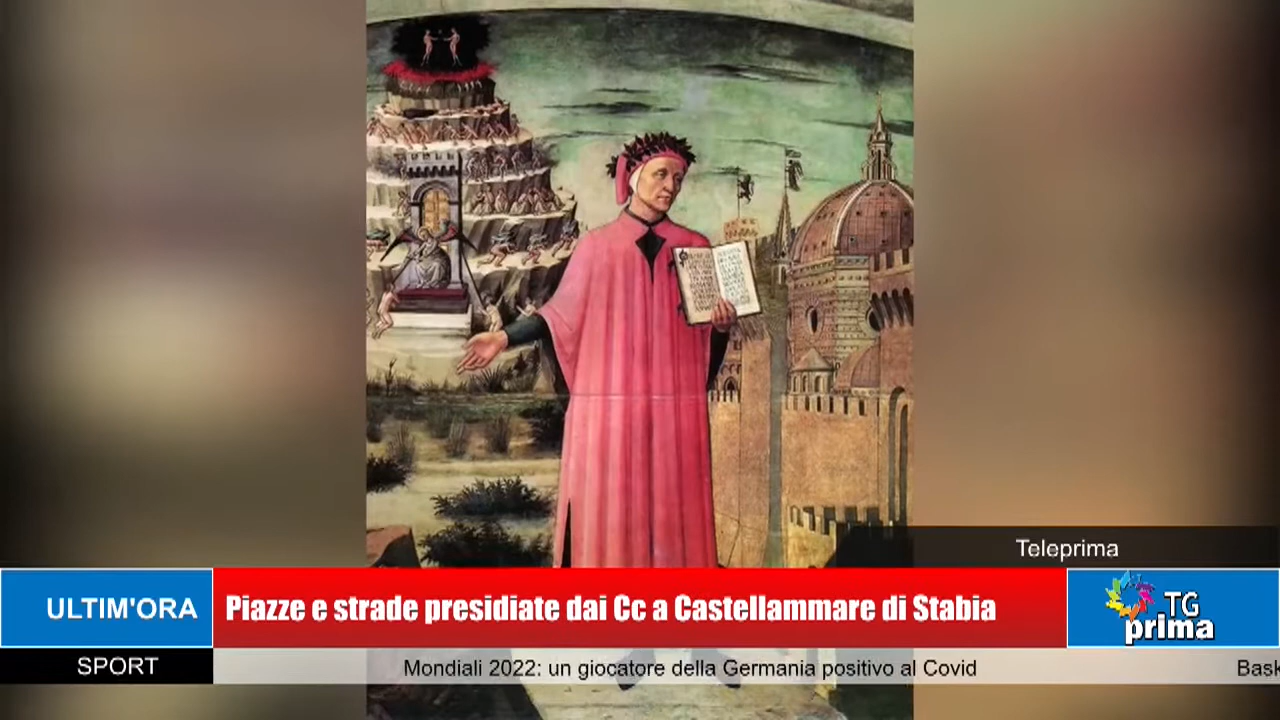 Teleprima
ULTIM'ORA
Piazze e strade presidiate dai Cc a Castellammare di Stabia
TG
prima
SPORT
Mondiali 2022: un giocatore della Germania positivo al Covid
Bask